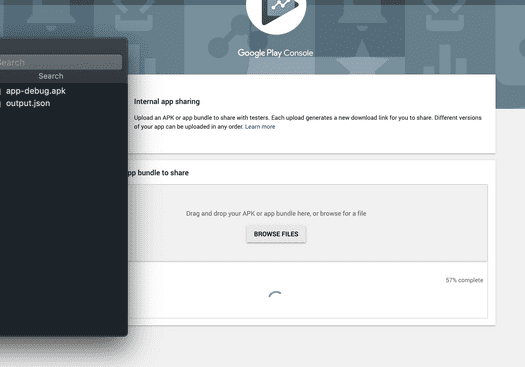 Google Play Console
Search
Search
app-debug.apk
output.json
Internal app sharing
Upload an APK or app bundle to share with testers. Each upload generates a new download link for you to share. Different versions
of your app can be uploaded in any order. Learn more
pp bundle to share
Drag and drop your APK or app bundle here, or browse for a file
BROWSE FILES
57% complete